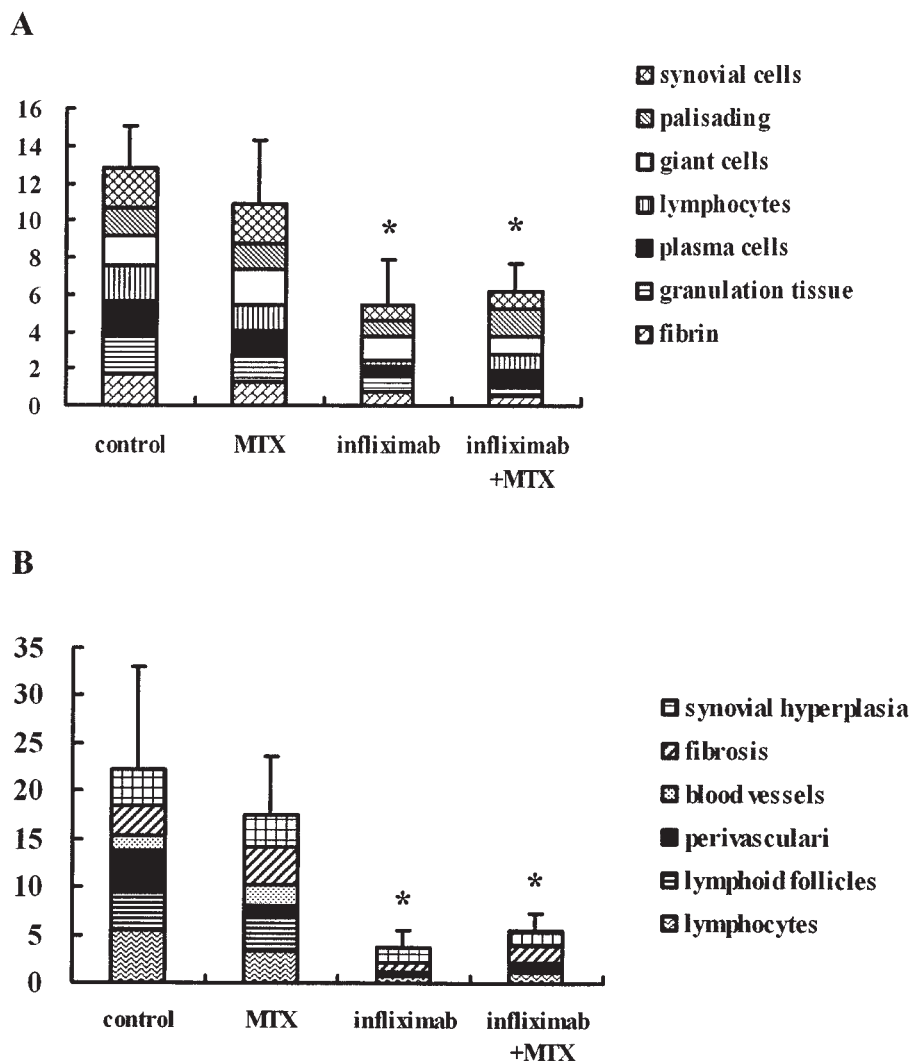 A
synovial cells
palisading
giant cells
lymphocytes
plasma cells
granulation tissue
fibrin
16
14
12
10
8
6
4
2
0
*
*
control
MTX
infliximab
infliximab
+MTX
B
35
30
25
20
15
10
5
0
*
*
synovial hyperplasia
fibrosis
blood vessels
perivasculari
lymphoid follicles
lymphocytes
control
MTX
infliximab
infliximab
+MTX